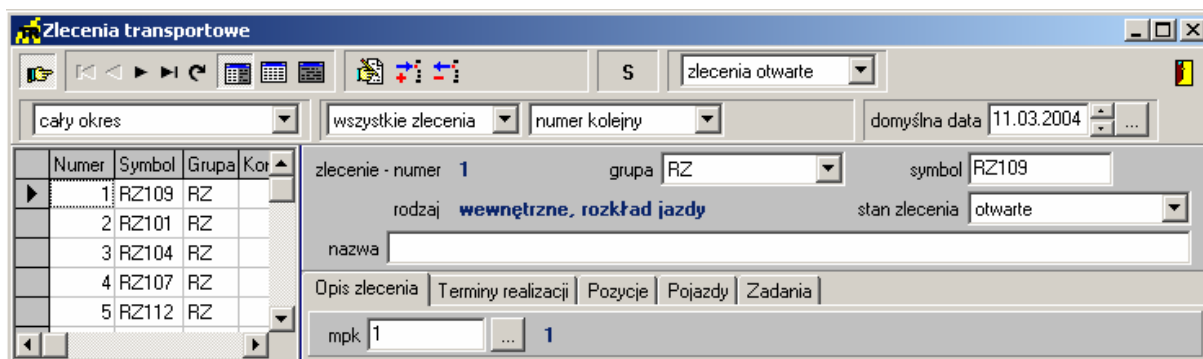 Zlecenia transportowe
S zlecenia otwarte
cały okres wszystkie zlecenia numer kolejny domyślna data 11.03.2004 ...
Numer Symbol Grupa Kor
1 RZ109 RZ
2 RZ101 RZ
3 RZ104 RZ
4 RZ107 RZ
5 RZ112 RZ
zlecenie - numer 1 grupa RZ symbol RZ109
rodzaj wewnętrzne, rozkład jazdy stan zlecenia otwarte
nazwa
Opis zlecenia Terminy realizacji Pozycje Pojazdy Zadania
mpk 1 ... 1